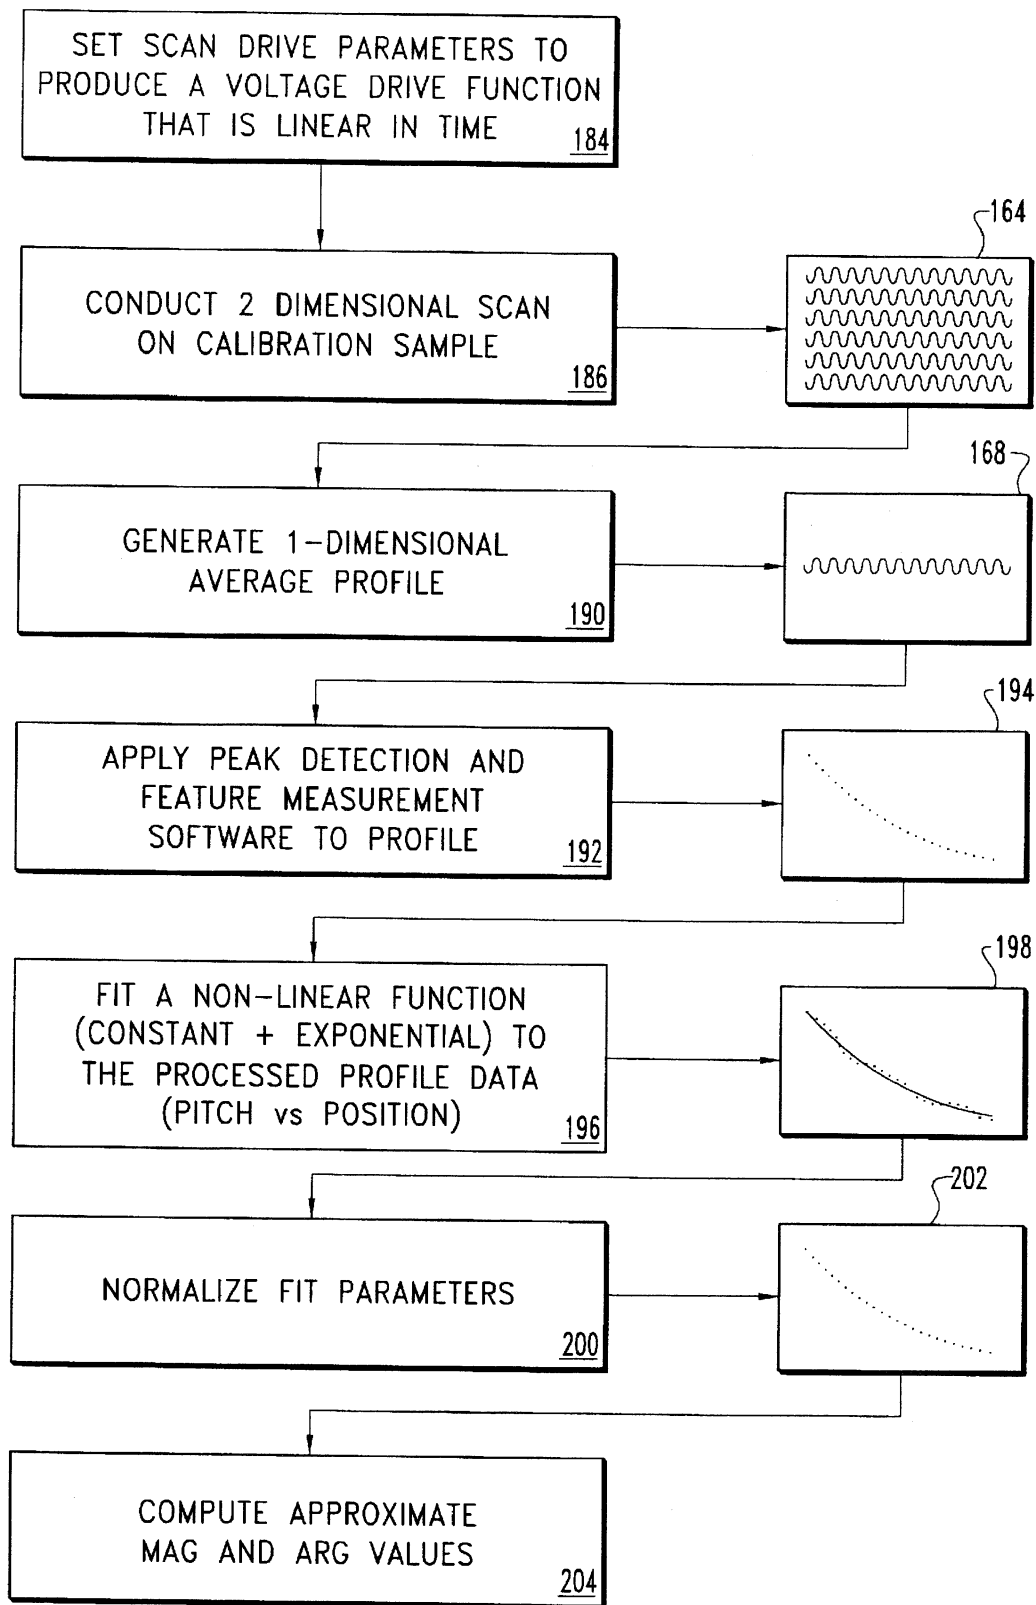 SET SCAN DRIVE PARAMETERS TO
PRODUCE A VOLTAGE DRIVE FUNCTION
THAT IS LINEAR IN TIME
184
164
CONDUCT 2 DIMENSIONAL SCAN
ON CALIBRATION SAMPLE
186
168
GENERATE 1-DIMENSIONAL
AVERAGE PROFILE
190
194
APPLY PEAK DETECTION AND
FEATURE MEASUREMENT
SOFTWARE TO PROFILE
192
198
FIT A NON-LINEAR FUNCTION
(CONSTANT + EXPONENTIAL) TO
THE PROCESSED PROFILE DATA
(PITCH vs POSITION)
196
202
NORMALIZE FIT PARAMETERS
200
COMPUTE APPROXIMATE
MAG AND ARG VALUES
204